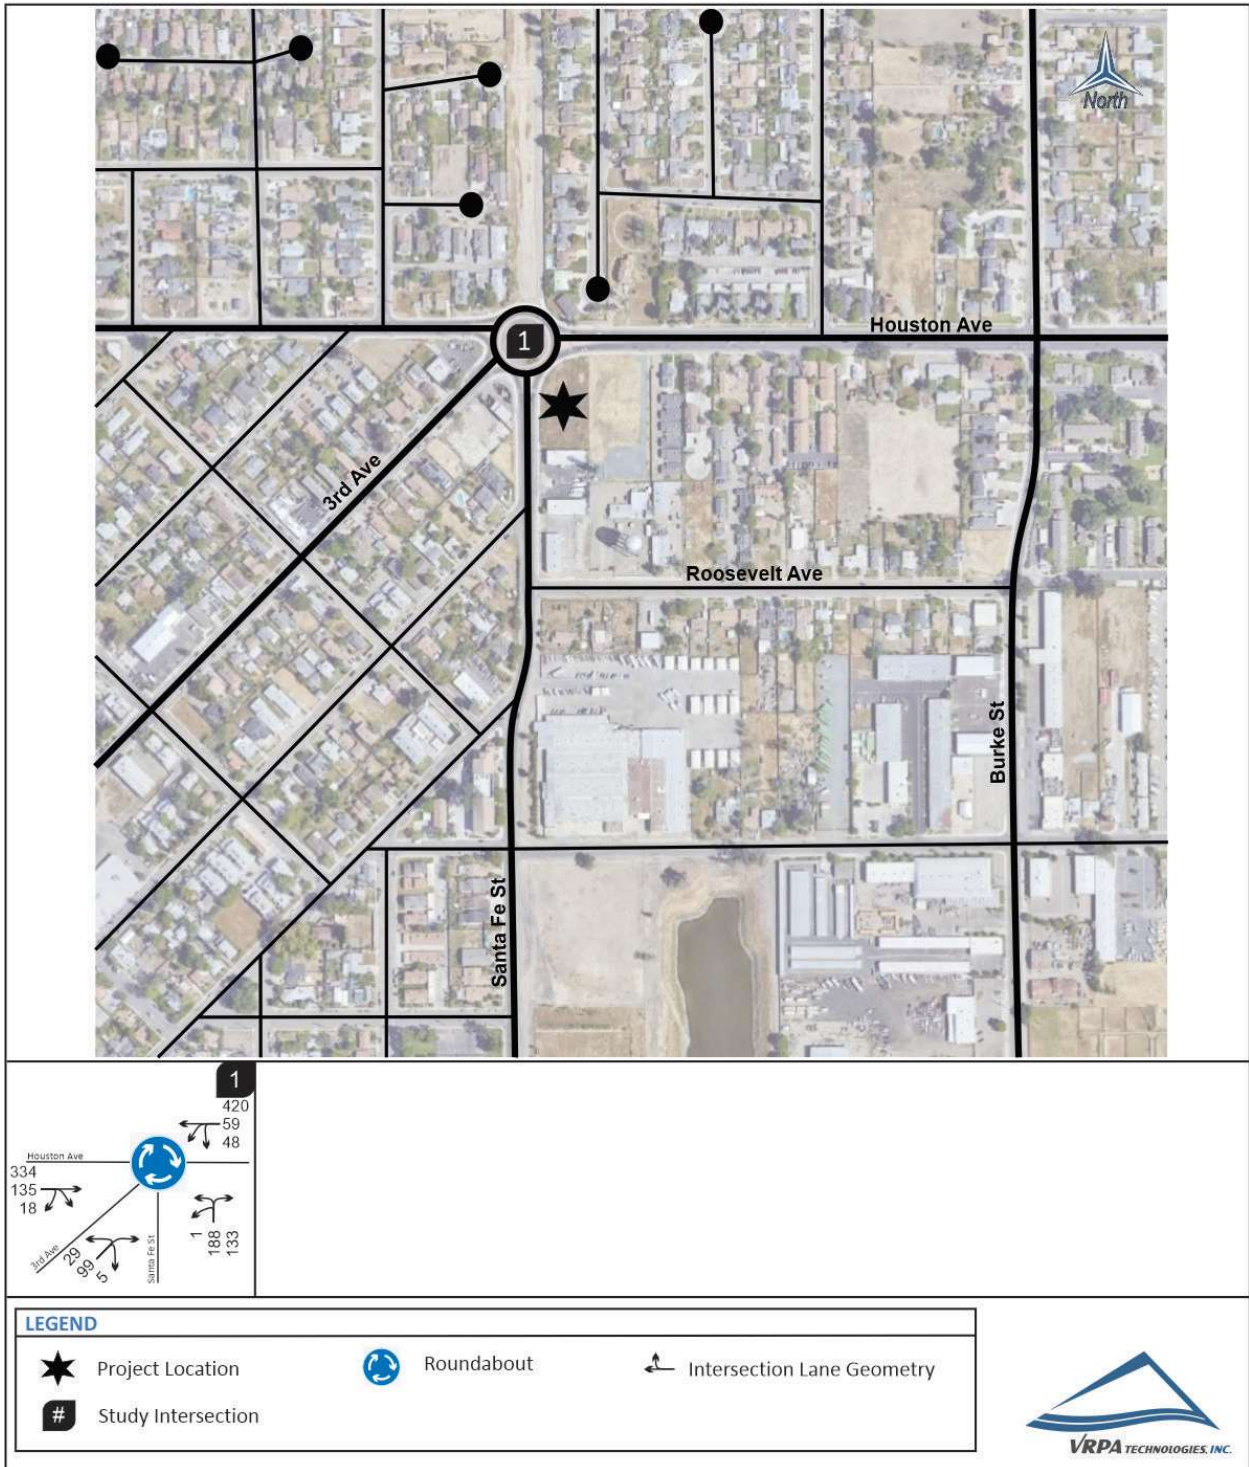 North
1
Houston Ave
3rd Ave
Roosevelt Ave
Burke St
Santa Fe St
1
420
59
48
Houston Ave
334
135
18
3rd Ave
29
99
5
Santa Fe St
1
188
133
LEGEND
Project Location
Roundabout
Intersection Lane Geometry
# Study Intersection
VRPA TECHNOLOGIES, INC.